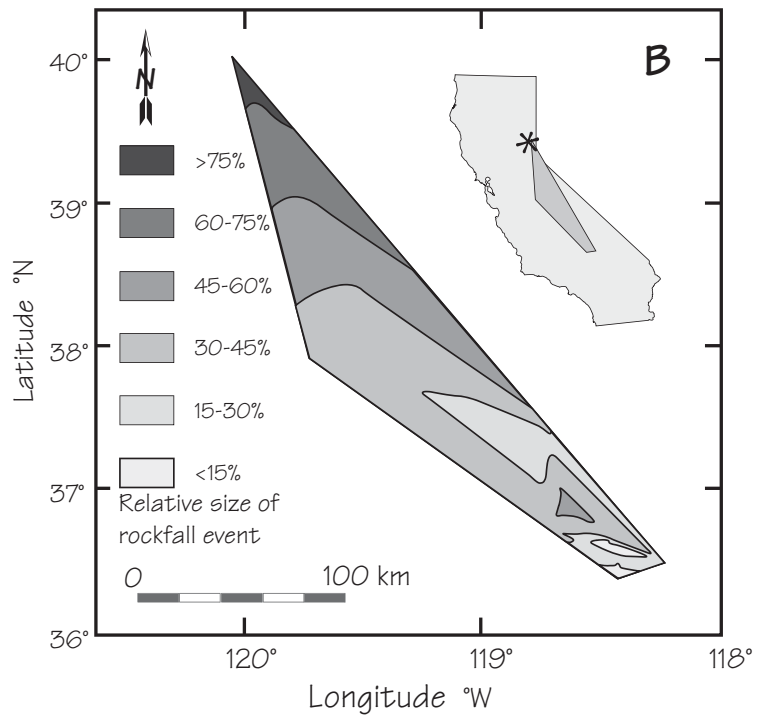 B
N
40°
39°
38°
37°
36°
Latitude °N
>75%
60-75%
45-60%
30-45%
15-30%
<15%
Relative size of
rockfall event
0 100 km
120° 119° 118°
Longitude °W